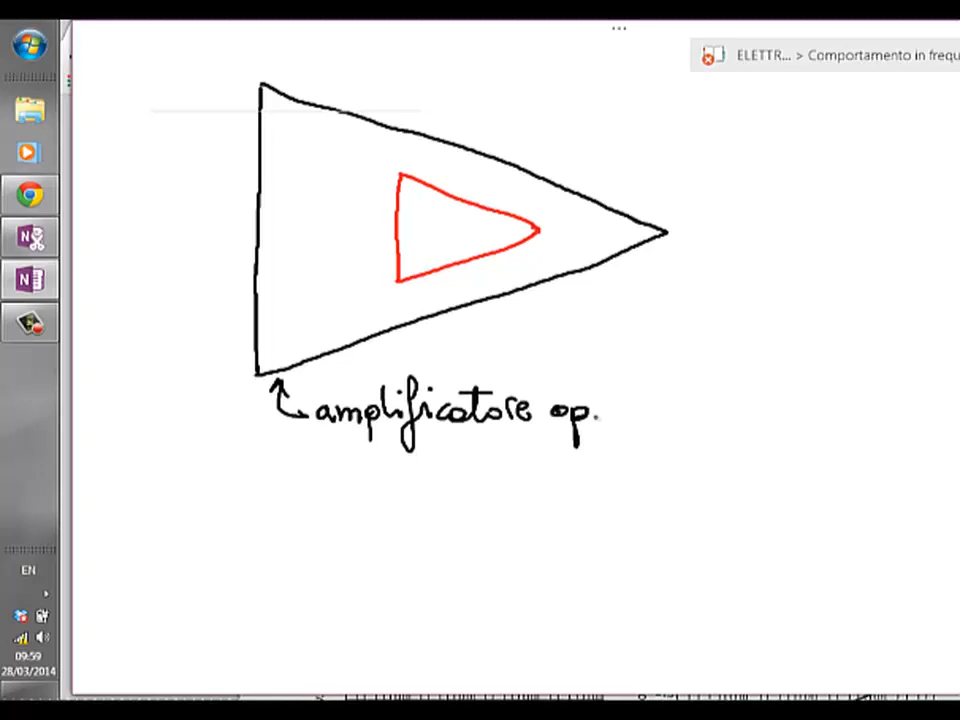 ...
ELETTR... > Comportamento in frequ
amplificatore op.
EN
09:59
28/03/2014